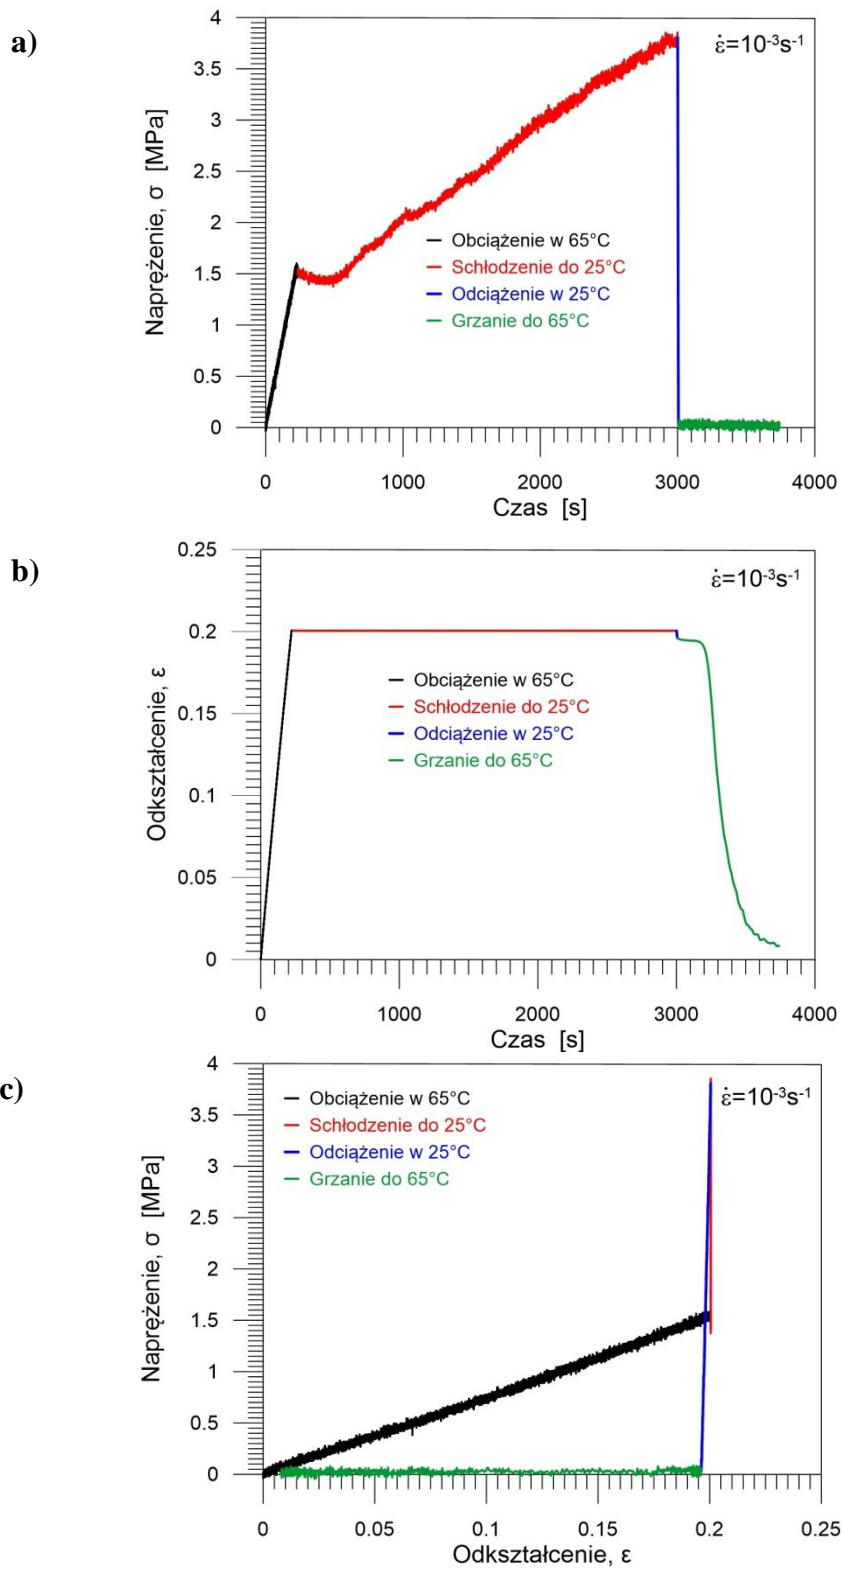 a)
4
3.5
3
2.5
2
1.5
1
0.5
0
Naprężenie, σ [MPa]
ε̇=10⁻³s⁻¹
Obciążenie w 65°C
Schłodzenie do 25°C
Odciążenie w 25°C
Grzanie do 65°C
0 1000 2000 3000 4000
Czas [s]
b)
0.25
0.2
0.15
0.1
0.05
0
Odkształcenie, ε
ε̇=10⁻³s⁻¹
Obciążenie w 65°C
Schłodzenie do 25°C
Odciążenie w 25°C
Grzanie do 65°C
0 1000 2000 3000 4000
Czas [s]
c)
4
3.5
3
2.5
2
1.5
1
0.5
0
Naprężenie, σ [MPa]
Obciążenie w 65°C
Schłodzenie do 25°C
Odciążenie w 25°C
Grzanie do 65°C
ε̇=10⁻³s⁻¹
0 0.05 0.1 0.15 0.2 0.25
Odkształcenie, ε